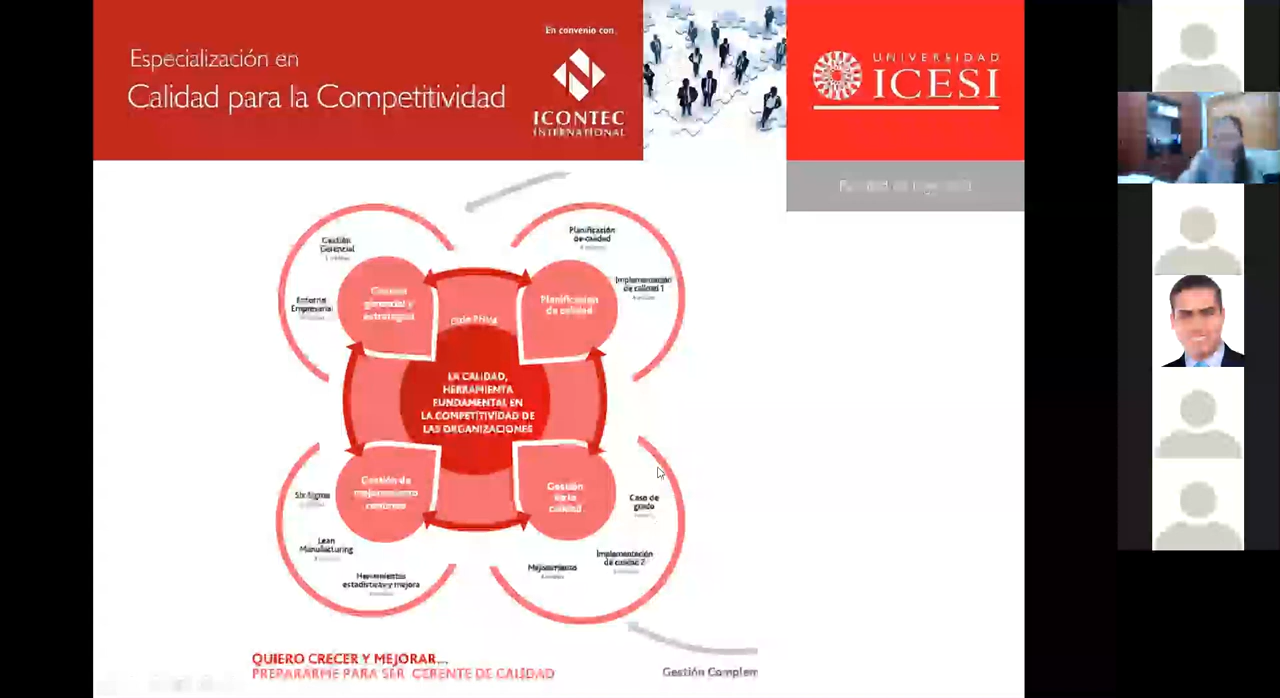 Especialización en
Calidad para la Competitividad
En convenio con
ICONTEC
INTERNATIONAL
UNIVERSIDAD
ICESI
Gestión
Gerencial
Entorno
Empresarial
Planificación
de calidad
Implementación
de calidad 1
gerencial y
estratégica
Planificación
de calidad
LA CALIDAD,
HERRAMIENTA
FUNDAMENTAL EN
LA COMPETITIVIDAD DE
LAS ORGANIZACIONES
Gestión de
mejoramiento
continuo
Gestión
de la
calidad
Six Sigma
Lean
Manufacturing
Herramientas
estadísticas y mejora
Caso de
grado
Implementación
de calidad 2
Mejoramiento
QUIERO CRECER Y MEJORAR...
PREPARARME PARA SER GERENTE DE CALIDAD
Gestión Complem